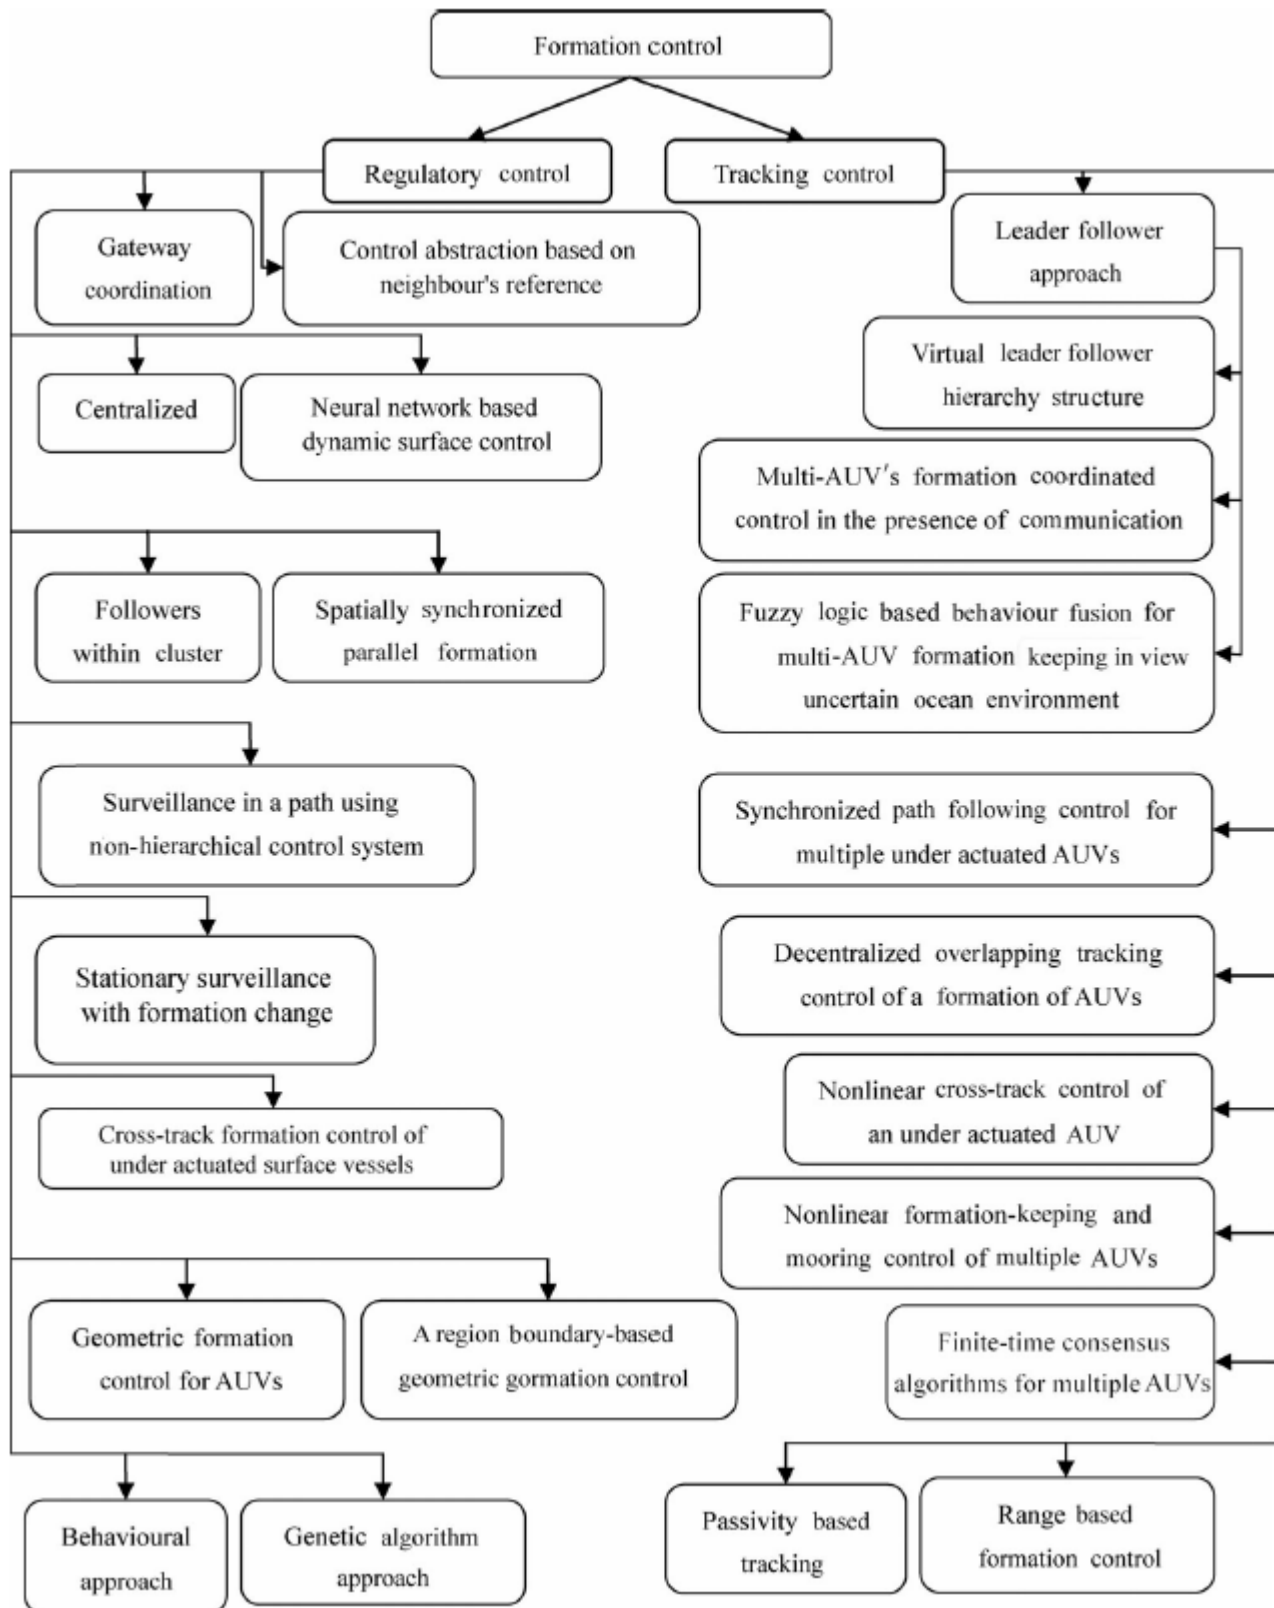 Formation control
Regulatory control
Tracking control
Gateway
coordination
Control abstraction based on
neighbour's reference
Leader follower
approach
Virtual leader follower
hierarchy structure
Centralized
Neural network based
dynamic surface control
Multi-AUV's formation coordinated
control in the presence of communication
Followers
within cluster
Spatially synchronized
parallel formation
Fuzzy logic based behaviour fusion for
multi-AUV formation keeping in view
uncertain ocean environment
Surveillance in a path using
non-hierarchical control system
Synchronized path following control for
multiple under actuated AUVs
Stationary surveillance
with formation change
Decentralized overlapping tracking
control of a formation of AUVs
Cross-track formation control of
under actuated surface vessels
Nonlinear cross-track control of
an under actuated AUV
Nonlinear formation-keeping and
mooring control of multiple AUVs
Geometric formation
control for AUVs
A region boundary-based
geometric gormation control
Finite-time consensus
algorithms for multiple AUVs
Behavioural
approach
Genetic algorithm
approach
Passivity based
tracking
Range based
formation control